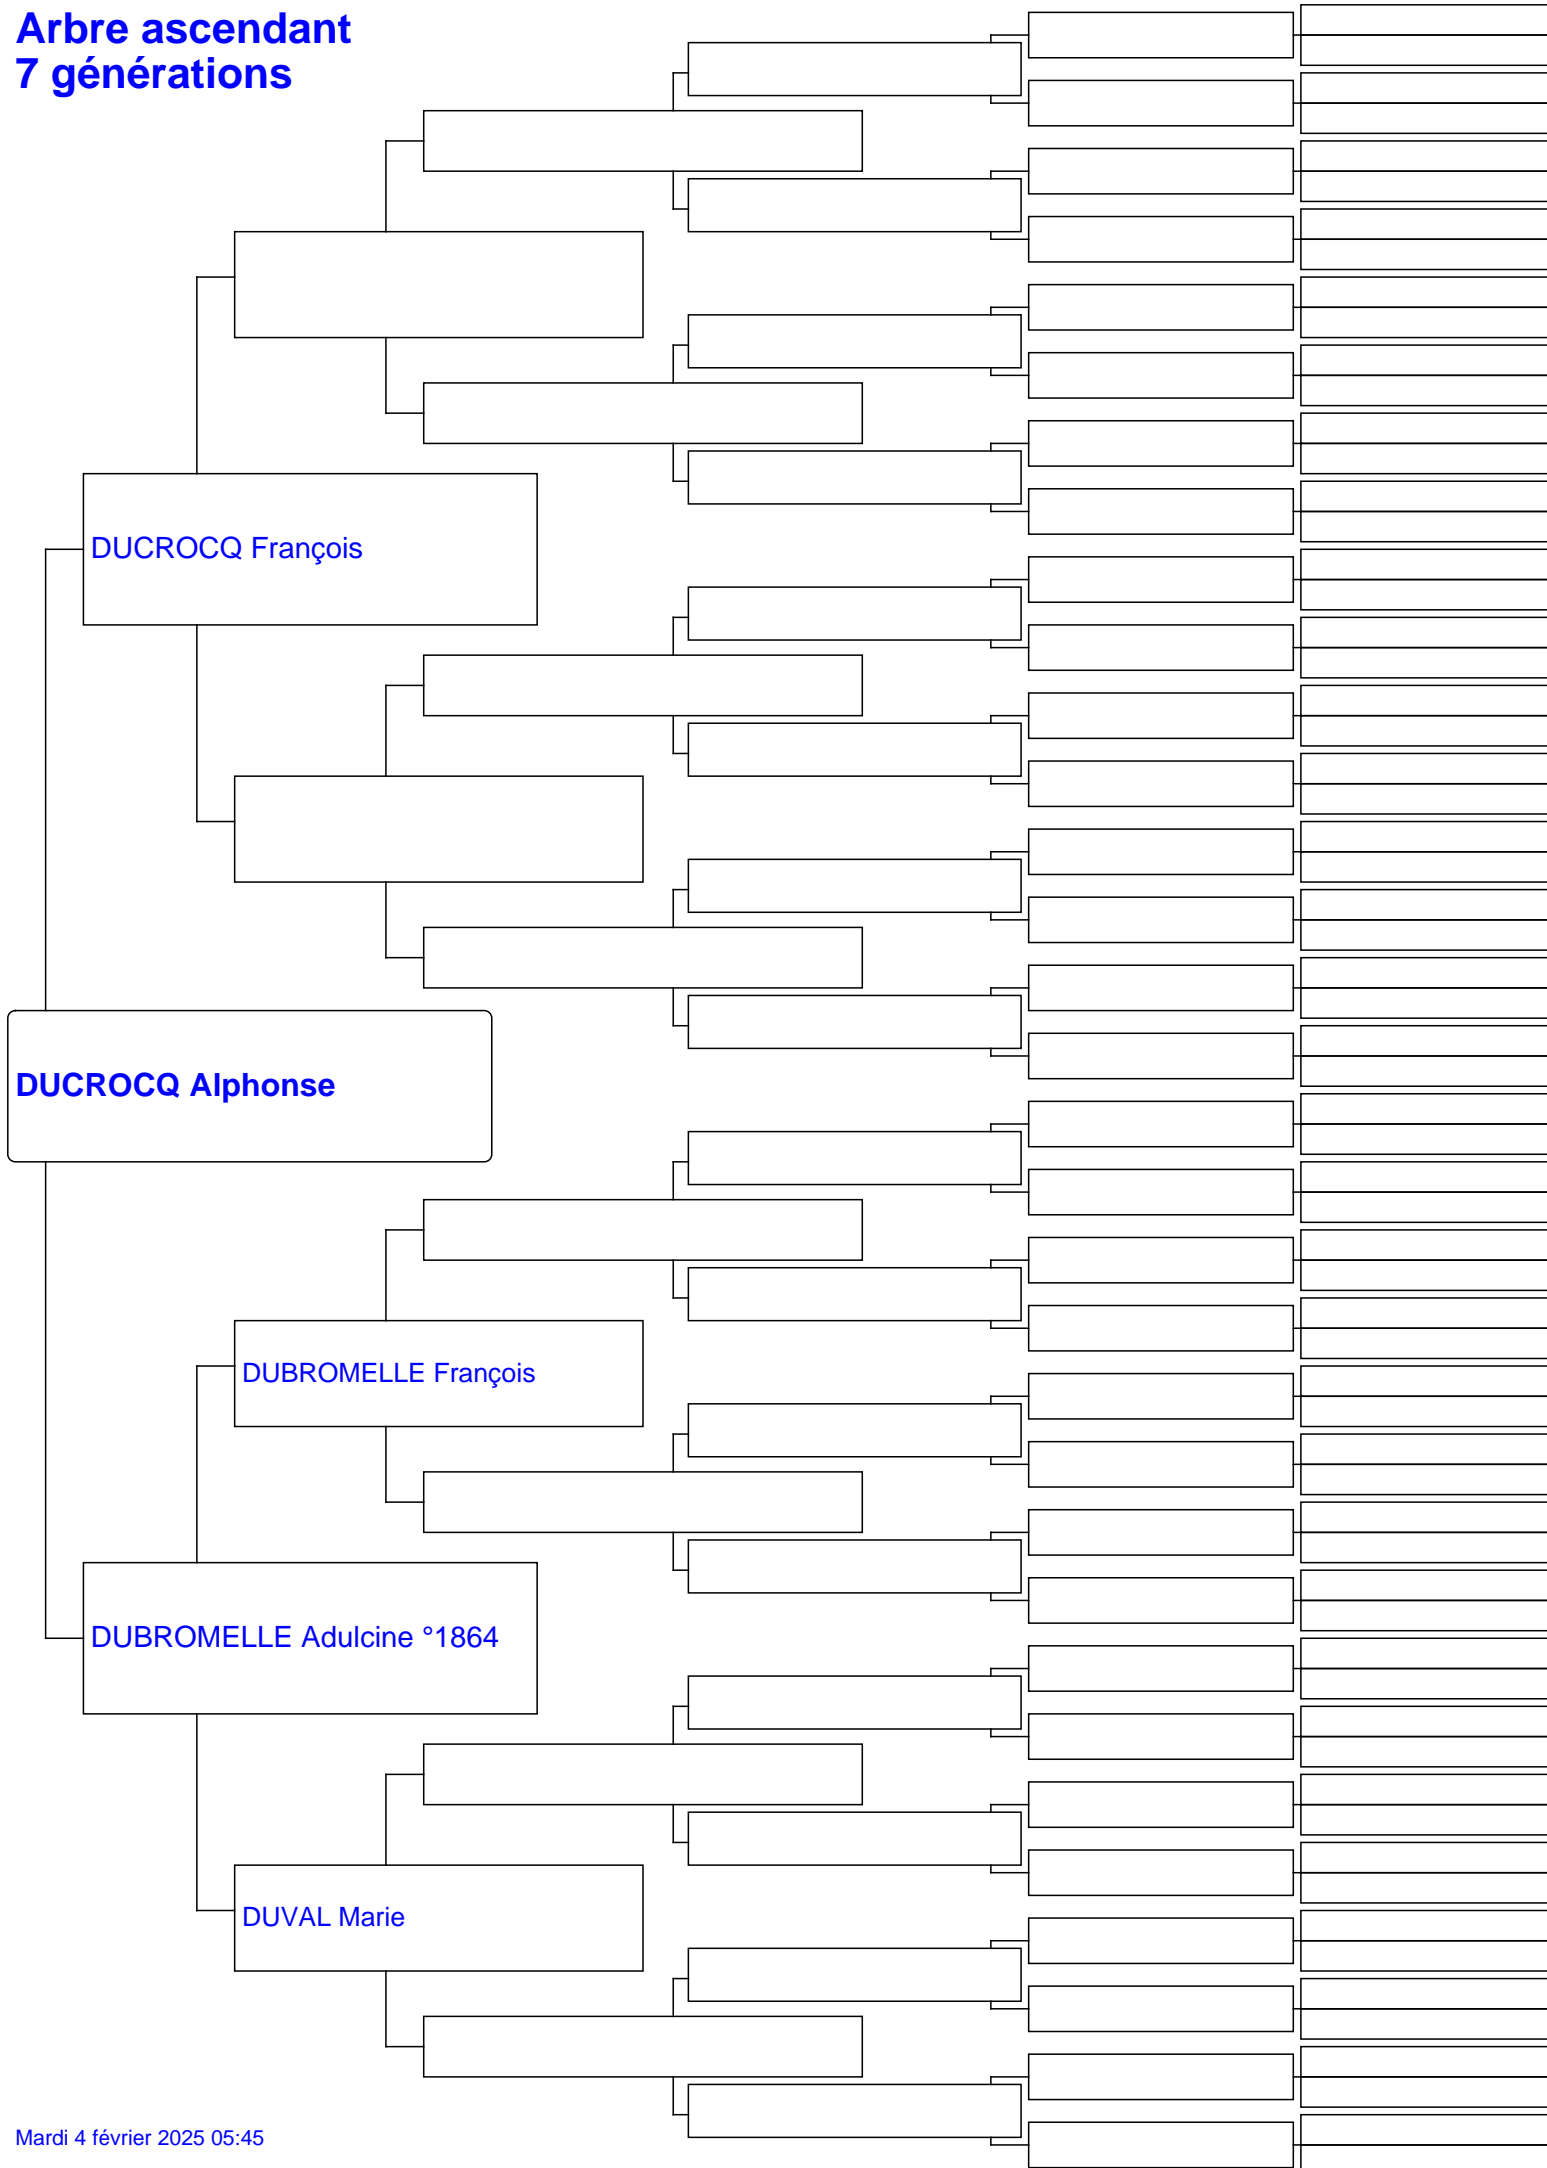 Arbre ascendant
7 générations
DUCROCQ François
DUCROCQ Alphonse
DUBROMELLE François
DUBROMELLE Adulcine °1864
DUVAL Marie
Mardi 4 février 2025 05:45